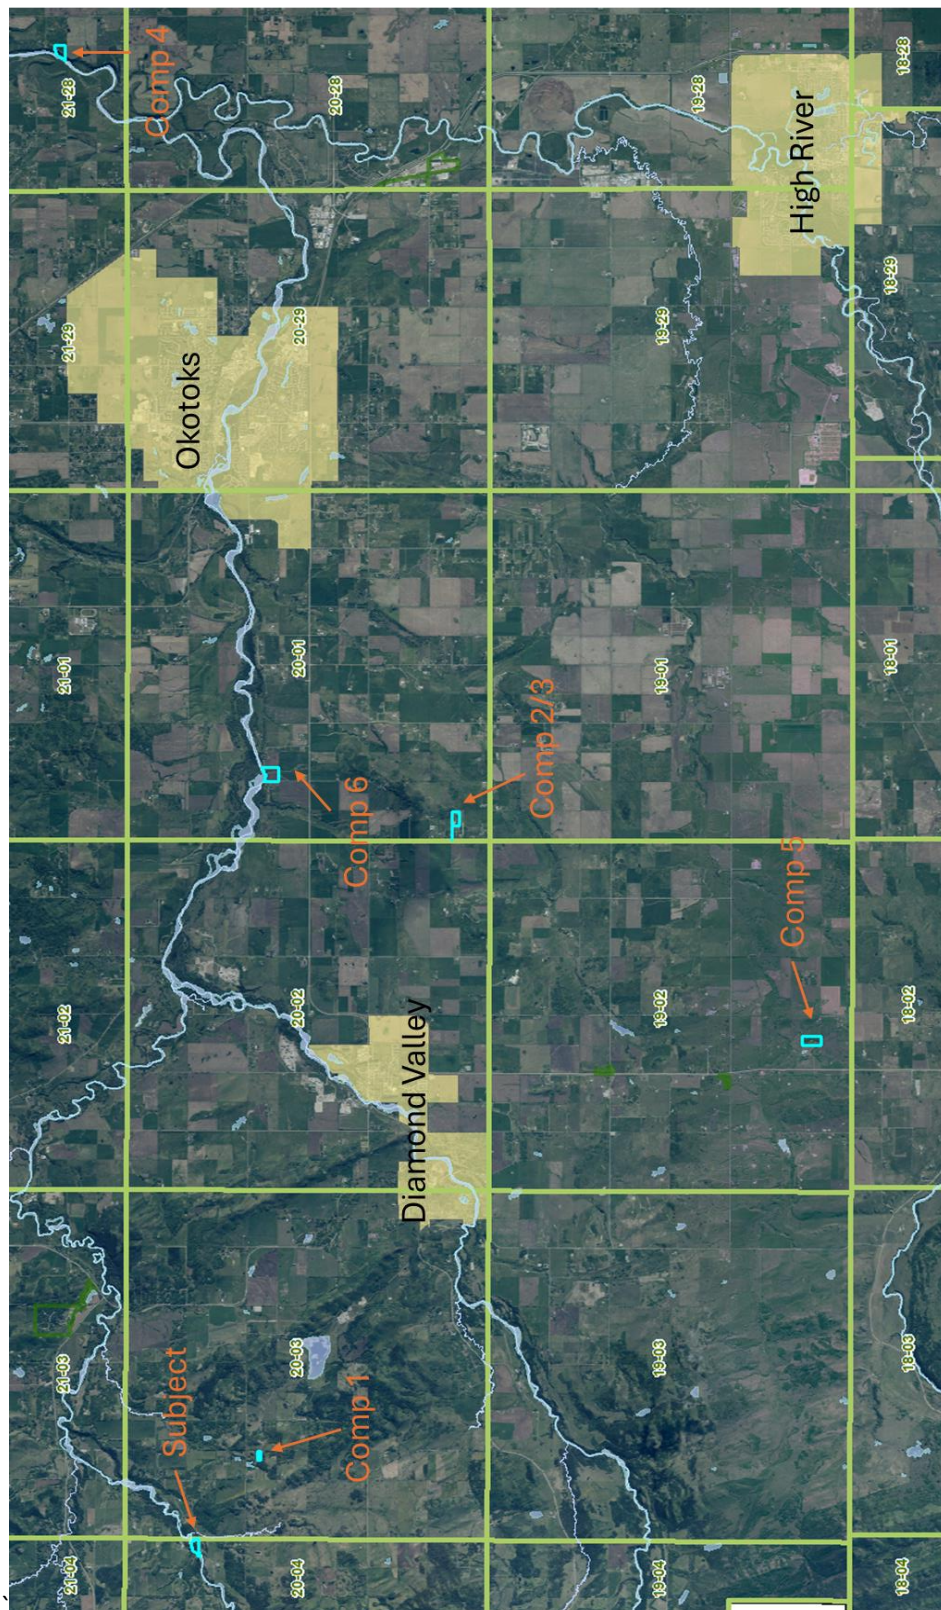 21-04 21-03 21-02 21-01 21-29 21-28
Subject Comp 4
Okotoks
20-04 20-03 20-02 20-01 20-29 20-28
Comp 1 Comp 6
Diamond Valley
Comp 2/3
19-04 19-03 19-02 19-01 19-29 19-28
Comp 5 High River
18-04 18-03 18-02 18-01 18-29 18-28